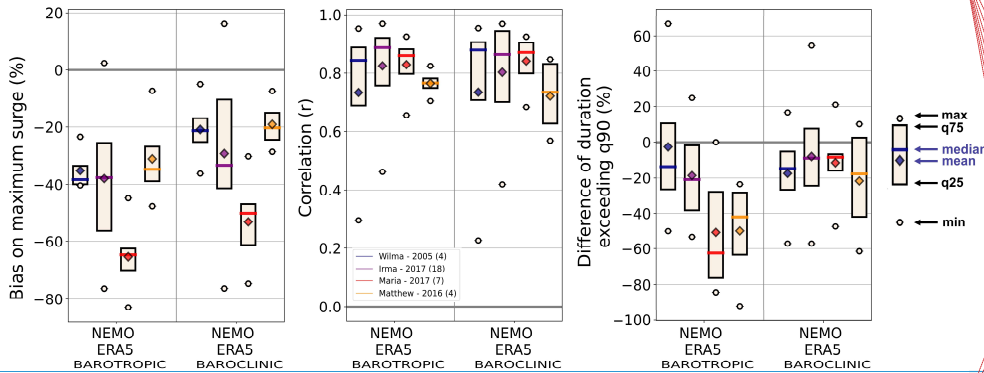 Bias on maximum surge (%)
20
0
−20
−40
−60
−80
NEMO
ERA5
BAROTROPIC
NEMO
ERA5
BAROCLINIC
Correlation (r)
1.0
0.8
0.6
0.4
0.2
0.0
Wilma - 2005 (4)
Irma - 2017 (18)
Maria - 2017 (7)
Matthew - 2016 (4)
NEMO
ERA5
BAROTROPIC
NEMO
ERA5
BAROCLINIC
Difference of duration
exceeding q90 (%)
60
40
20
0
−20
−40
−60
−80
−100
NEMO
ERA5
BAROTROPIC
NEMO
ERA5
BAROCLINIC
max
q75
median
mean
q25
min